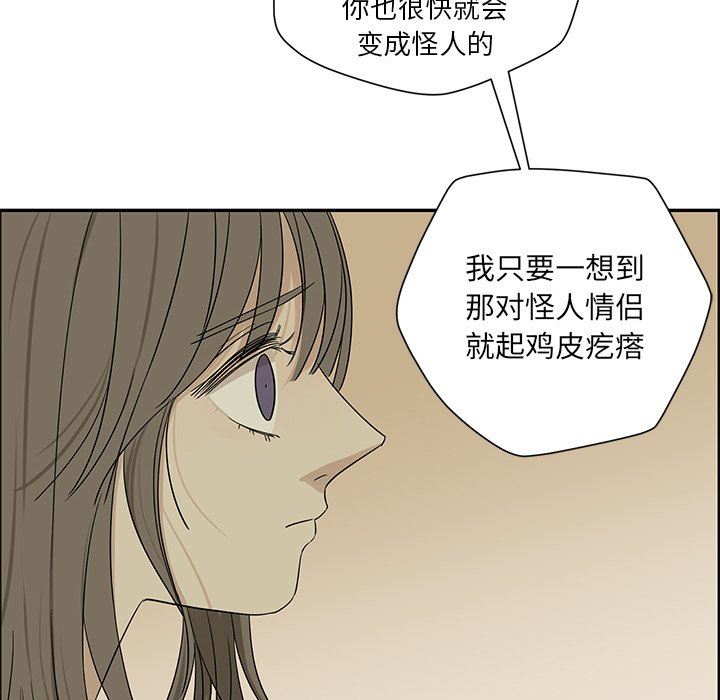 你也很快就会
变成怪人的
我只要一想到
那对怪人情侣
就起鸡皮疙瘩